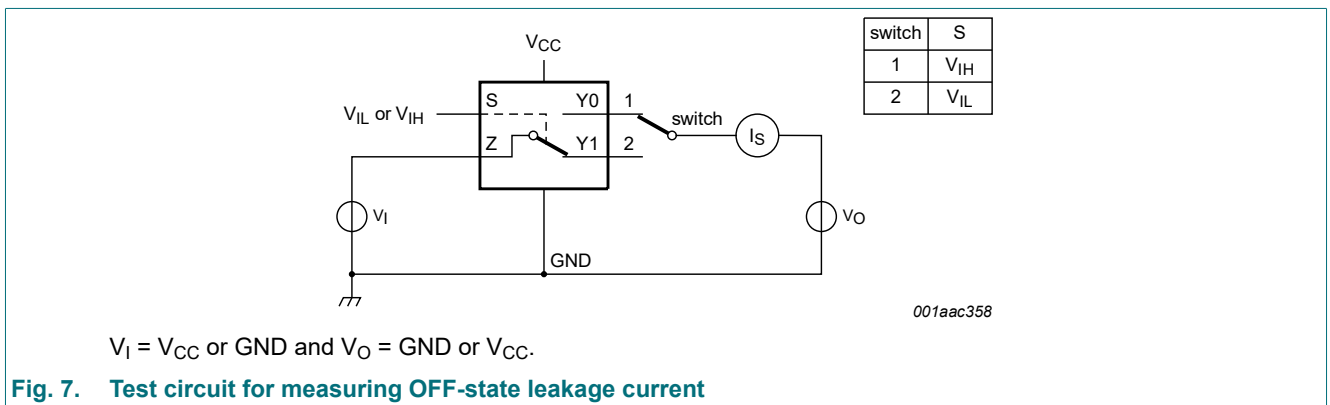 switch S
1 VIH
2 VIL
VCC
VIL or VIH
S
Y0
1
switch
Z
Y1
2
IS
VI
VO
GND
001aac358
VI = VCC or GND and VO = GND or VCC.
Fig. 7. Test circuit for measuring OFF-state leakage current